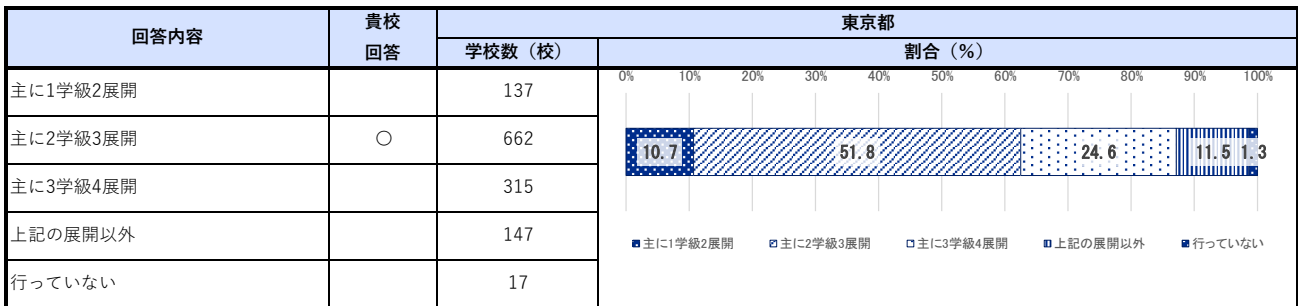 回答内容
貴校
回答
東京都
学校数（校）
割合（%）
主に1学級2展開
137
主に2学級3展開
○
662
主に3学級4展開
315
上記の展開以外
147
行っていない
17
0% 10% 20% 30% 40% 50% 60% 70% 80% 90% 100%
10.7 51.8 24.6 11.5 1.3
主に1学級2展開 主に2学級3展開 主に3学級4展開 上記の展開以外 行っていない